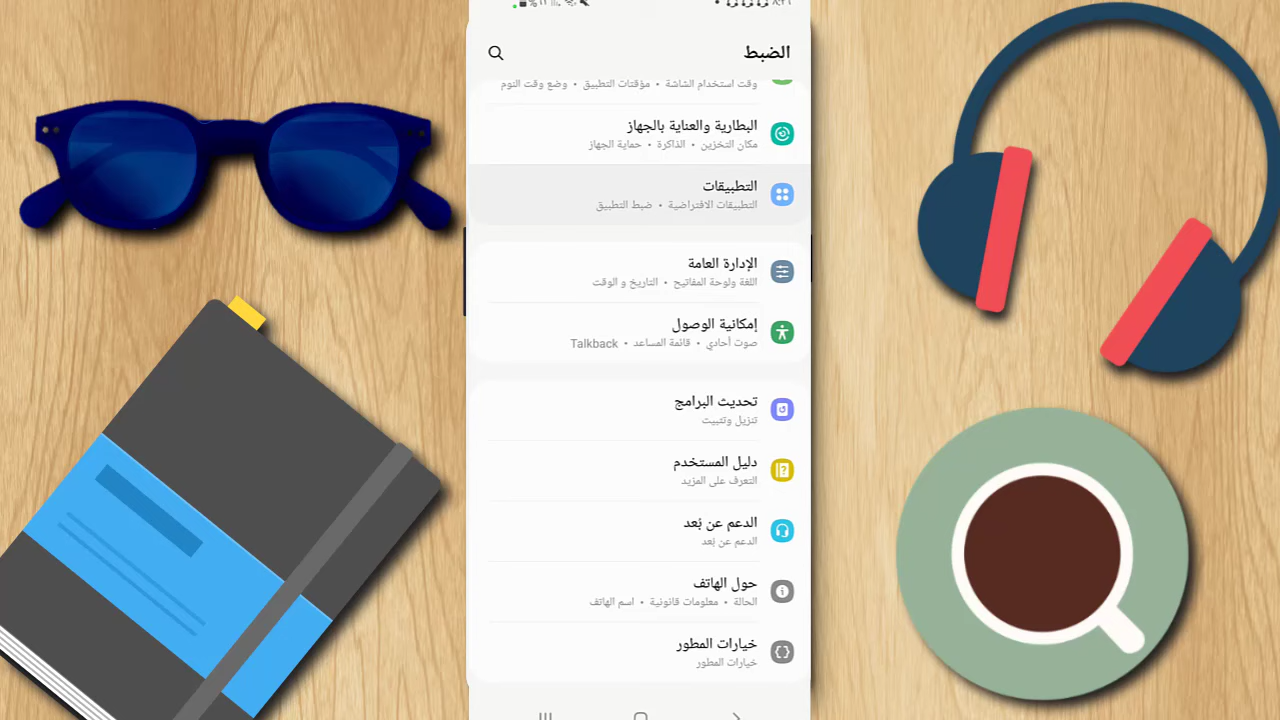 الضبط
وقت استخدام الشاشة • مؤقتات التطبيق • وضع وقت النوم
البطارية والعناية بالجهاز
مكان التخزين • الذاكرة • حماية الجهاز
التطبيقات
التطبيقات الافتراضية • ضبط التطبيق
الإدارة العامة
اللغة ولوحة المفاتيح • التاريخ و الوقت
إمكانية الوصول
صوت أحادي • قائمة المساعد • Talkback
تحديث البرامج
تنزيل وتثبيت
دليل المستخدم
التعرف على المزيد
الدعم عن بُعد
الدعم عن بُعد
حول الهاتف
الحالة • معلومات قانونية • اسم الهاتف
خيارات المطور
خيارات المطور